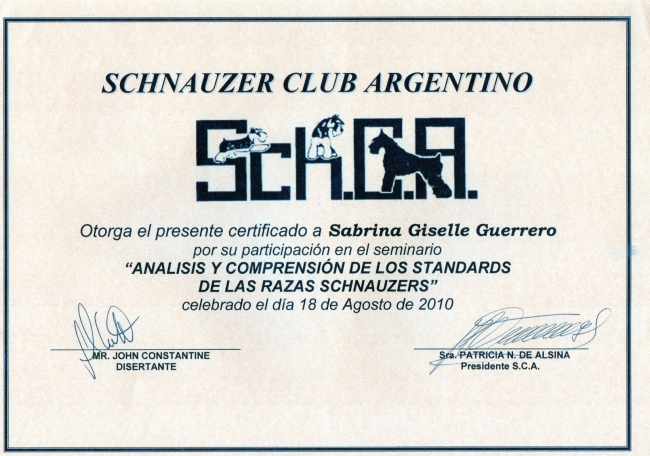 SCHNAUZER CLUB ARGENTINO
Sch.C.A.
Otorga el presente certificado a Sabrina Giselle Guerrero
por su participación en el seminario
“ANALISIS Y COMPRENSIÓN DE LOS STANDARDS
DE LAS RAZAS SCHNAUZERS”
celebrado el día 18 de Agosto de 2010
MR. JOHN CONSTANTINE
DISERTANTE
Sra. PATRICIA N. DE ALSINA
Presidente S.C.A.